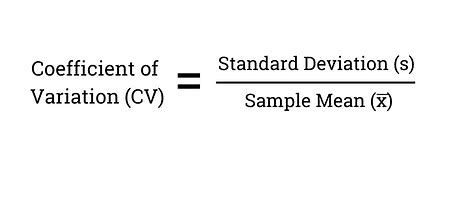 Coefficient of
Variation (CV)
=
Standard Deviation (s)
Sample Mean (x̅)